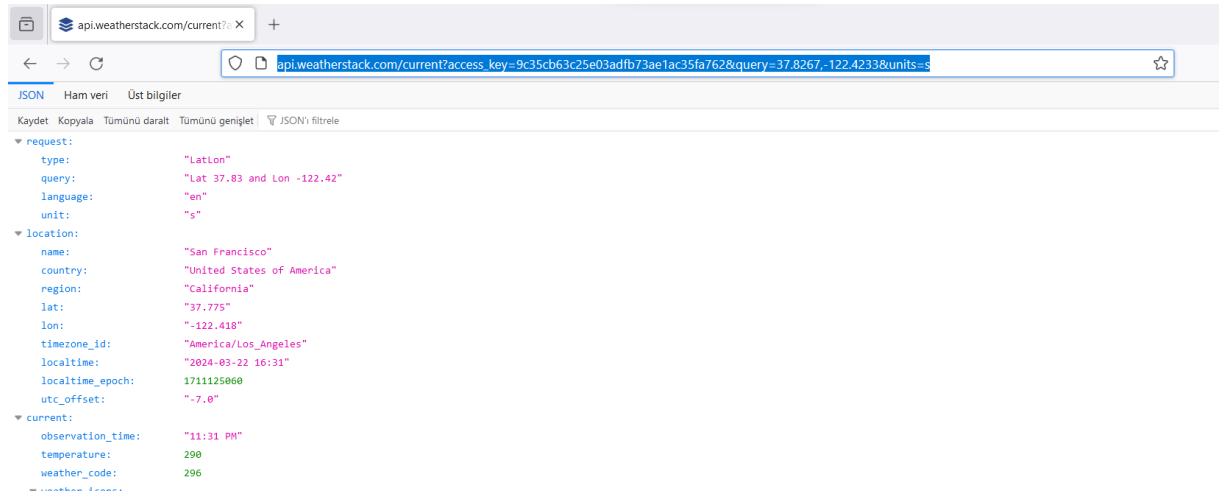 api.weatherstack.com/current?a
api.weatherstack.com/current?access_key=9c35cb63c25e03adfb73ae1ac35fa762&query=37.8267,-122.4233&units=s
JSON Ham veri Üst bilgiler
Kaydet Kopyala Tümünü daralt Tümünü genişlet JSON'ı filtrele
request:
type: "LatLon"
query: "Lat 37.83 and Lon -122.42"
language: "en"
unit: "s"
location:
name: "San Francisco"
country: "United States of America"
region: "California"
lat: "37.775"
lon: "-122.418"
timezone_id: "America/Los_Angeles"
localtime: "2024-03-22 16:31"
localtime_epoch: 1711125060
utc_offset: "-7.0"
current:
observation_time: "11:31 PM"
temperature: 290
weather_code: 296
weather_icons: